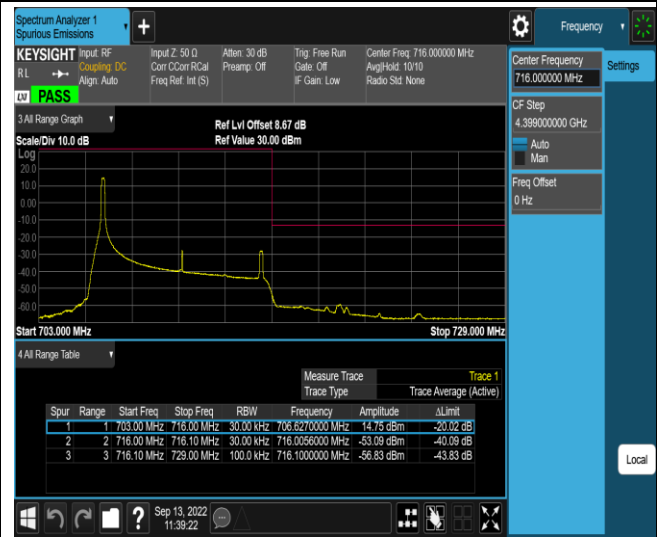 Spectrum Analyzer 1
Spurious Emissions
+
Frequency
KEYSIGHT
RL
LXI
PASS
Input: RF
Coupling: DC
Align: Auto
Input Z: 50 Ω
Corr CCorr RCal
Freq Ref: Int (S)
Atten: 30 dB
Preamp: Off
Trig: Free Run
Gate: Off
IF Gain: Low
Center Freq: 716.000000 MHz
Avg|Hold: 10/10
Radio Std: None
Center Frequency
716.000000 MHz
Settings
CF Step
4.399000000 GHz
Auto
Man
Freq Offset
0 Hz
3 All Range Graph
Scale/Div 10.0 dB
Ref Lvl Offset 8.67 dB
Ref Value 30.00 dBm
Log
20.0
10.0
0.00
-10.0
-20.0
-30.0
-40.0
-50.0
-60.0
Start 703.000 MHz
Stop 729.000 MHz
4 All Range Table
Measure Trace Trace 1
Trace Type Trace Average (Active)
Spur Range Start Freq Stop Freq RBW Frequency Amplitude ΔLimit
1 1 703.00 MHz 716.00 MHz 30.00 kHz 706.6270000 MHz 14.75 dBm -20.02 dB
2 2 716.00 MHz 716.10 MHz 30.00 kHz 716.0056000 MHz -53.09 dBm -40.09 dB
3 3 716.10 MHz 729.00 MHz 100.0 kHz 716.1000000 MHz -56.83 dBm -43.83 dB
Local
?
Sep 13, 2022
11:39:22